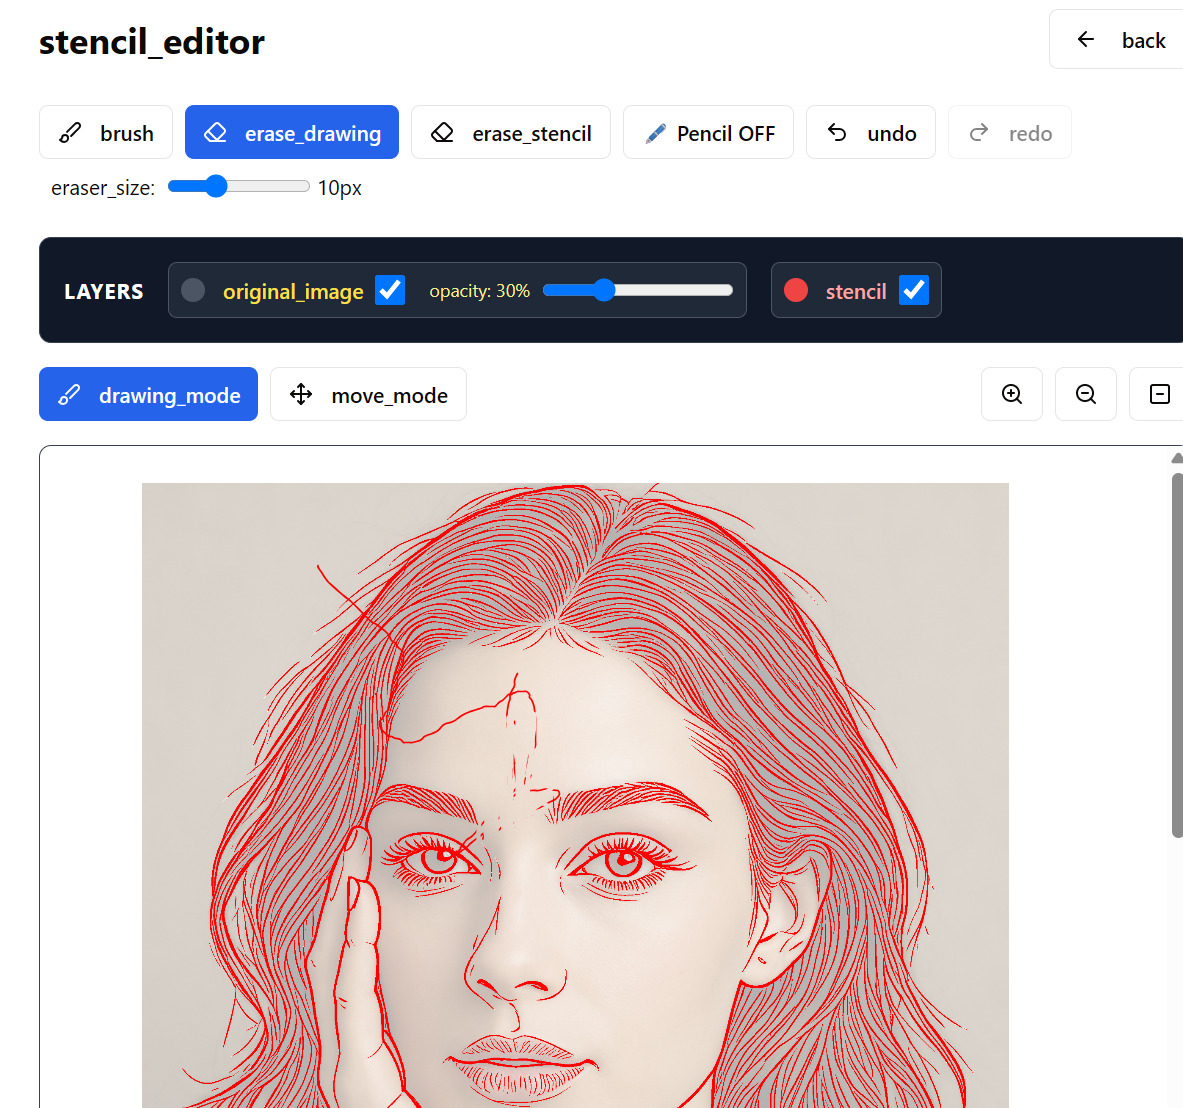 stencil_editor
back
brush
erase_drawing
erase_stencil
Pencil OFF
undo
redo
eraser_size:
10px
LAYERS
original_image
opacity: 30%
stencil
drawing_mode
move_mode